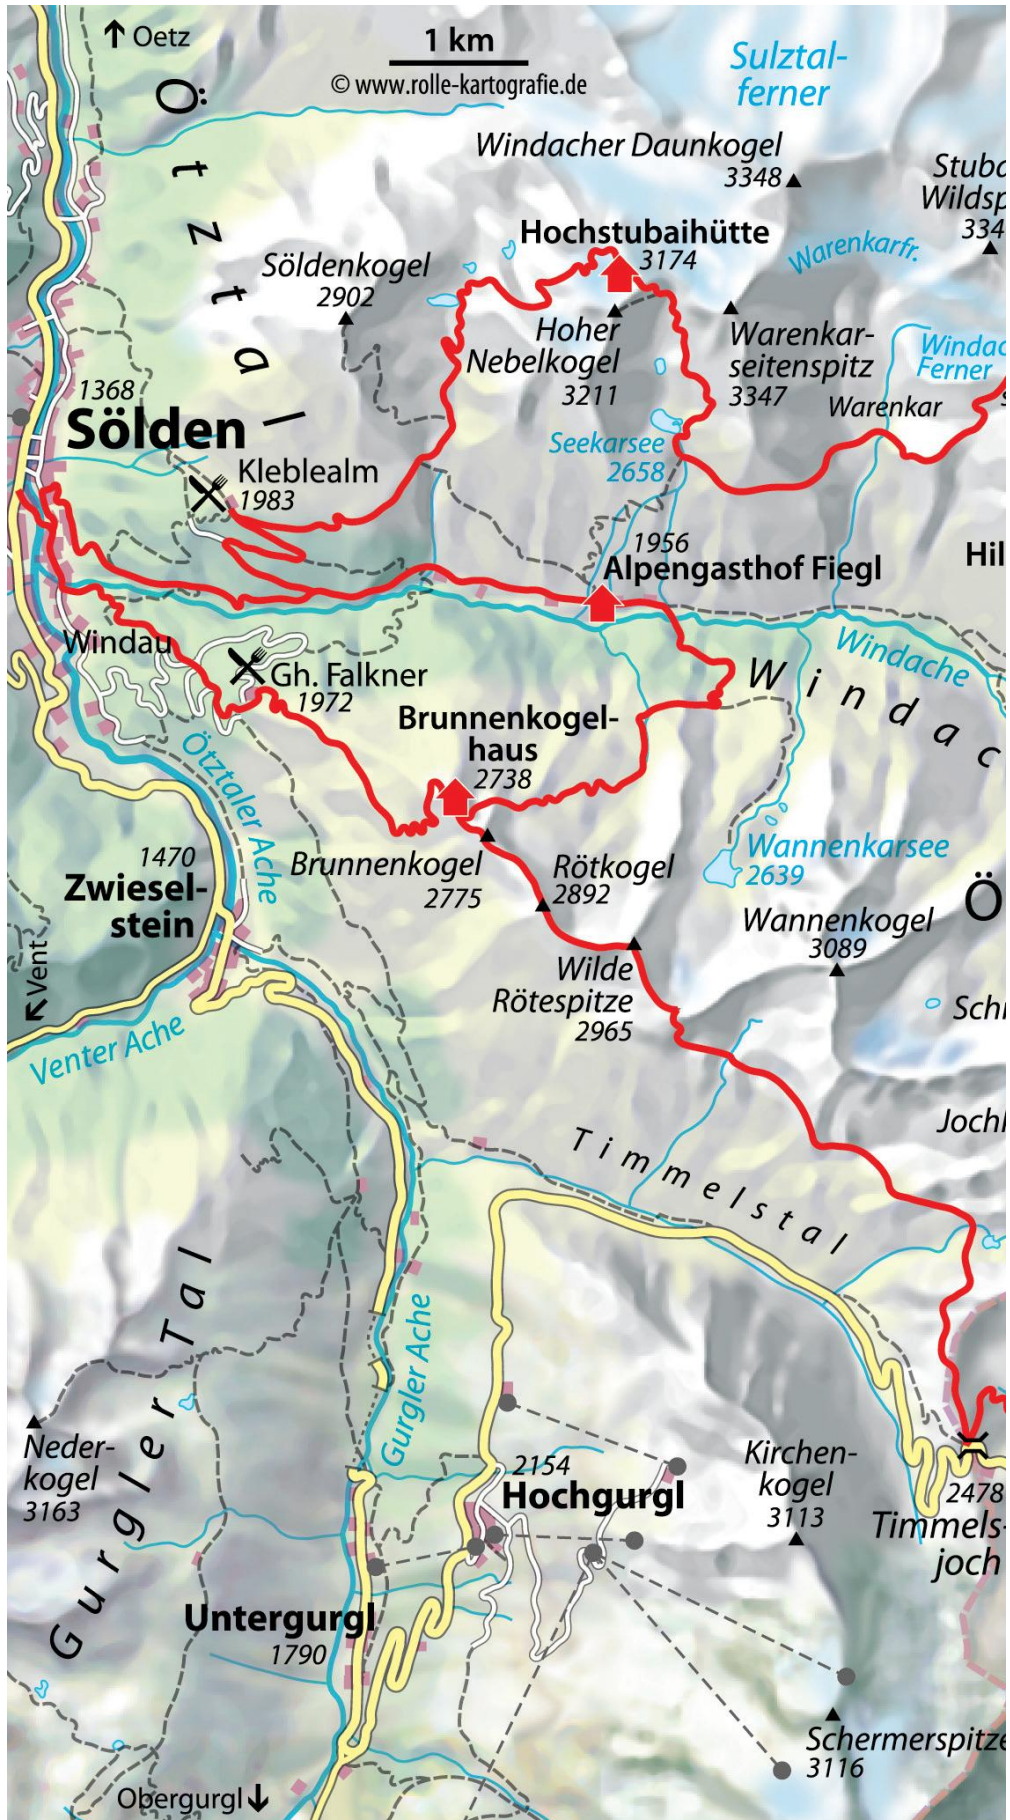 ↑ Oetz
1 km
© www.rolle-kartografie.de
Ötztal
Sulztal-
ferner
Windacher Daunkogel
3348
Hochstubaihütte
3174
Warenkarfr.
Söldenkogel
2902
Hoher
Nebelkogel
3211
Warenkar-
seitenspitz
3347
Warenkar
1368
Sölden
Seekarsee
2658
Kleblealm
1983
1956
Alpengasthof Fiegl
Windau
Gh. Falkner
1972
Windache
Brunnenkogel-
haus
2738
Ötztaler Ache
Brunnenkogel
2775
Rötkogel
2892
Wannenkarsee
2639
1470
Zwiesel-
stein
Wannenkogel
3089
Vent
Wilde
Rötespitze
2965
Venter Ache
Timmelstal
Gurgler Tal
Gurgler Ache
Neder-
kogel
3163
2154
Hochgurgl
Kirchen-
kogel
3113
2478
Timmels-
joch
Untergurgl
1790
Schermerspitze
3116
Obergurgl ↓